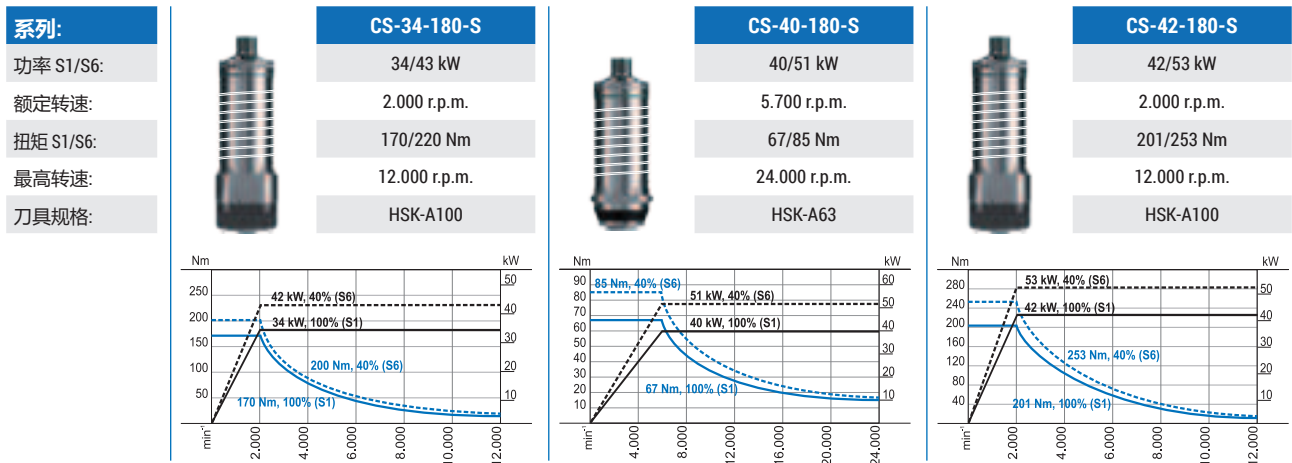 系列: CS-34-180-S CS-40-180-S CS-42-180-S
功率 S1/S6: 34/43 kW 40/51 kW 42/53 kW
额定转速: 2.000 r.p.m. 5.700 r.p.m. 2.000 r.p.m.
扭矩 S1/S6: 170/220 Nm 67/85 Nm 201/253 Nm
最高转速: 12.000 r.p.m. 24.000 r.p.m. 12.000 r.p.m.
刀具规格: HSK-A100 HSK-A63 HSK-A100
Nm kW
250
200
150
100
50
50
40
30
20
10
42 kW, 40% (S6)
34 kW, 100% (S1)
200 Nm, 40% (S6)
170 Nm, 100% (S1)
min⁻¹ 2.000 4.000 6.000 8.000 10.000 12.000
Nm kW
90
80
70
60
50
40
30
20
10
60
50
40
30
20
10
85 Nm, 40% (S6)
51 kW, 40% (S6)
40 kW, 100% (S1)
67 Nm, 100% (S1)
min⁻¹ 4.000 8.000 12.000 16.000 20.000 24.000
Nm kW
280
240
200
160
120
80
40
50
40
30
20
10
53 kW, 40% (S6)
42 kW, 100% (S1)
253 Nm, 40% (S6)
201 Nm, 100% (S1)
min⁻¹ 2.000 4.000 6.000 8.000 10.000 12.000